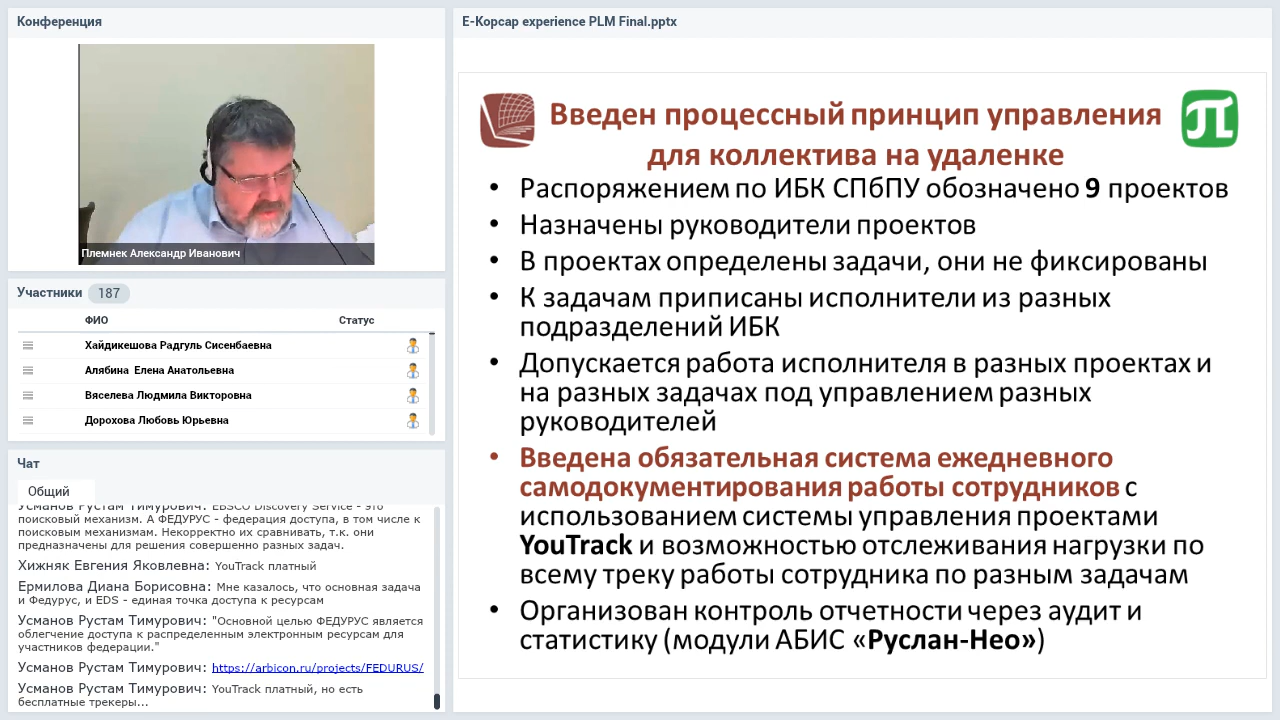 Конференция
Племнек Александр Иванович
Участники 187
ФИО Статус
Хайдикешова Радгуль Сисенбаевна
Алябина Елена Анатольевна
Вяселева Людмила Викторовна
Дорохова Любовь Юрьевна
Чат
Общий
Усманов Рустам Тимурович: EBSCO Discovery Service - это
поисковый механизм. А ФЕДУРУС - федерация доступа, в том числе к
поисковым механизмам. Некорректно их сравнивать, т.к. они
предназначены для решения совершенно разных задач.
Хижняк Евгения Яковлевна: YouTrack платный
Ермилова Диана Борисовна: Мне казалось, что основная задача
и Федурус, и EDS - единая точка доступа к ресурсам
Усманов Рустам Тимурович: "Основной целью ФЕДУРУС является
облегчение доступа к распределенным электронным ресурсам для
участников федерации."
Усманов Рустам Тимурович: https://arbicon.ru/projects/FEDURUS/
Усманов Рустам Тимурович: YouTrack платный, но есть
бесплатные трекеры...
Е-Корсар experience PLM Final.pptx
Введен процессный принцип управления
для коллектива на удаленке
• Распоряжением по ИБК СПбПУ обозначено 9 проектов
• Назначены руководители проектов
• В проектах определены задачи, они не фиксированы
• К задачам приписаны исполнители из разных
подразделений ИБК
• Допускается работа исполнителя в разных проектах и
на разных задачах под управлением разных
руководителей
• Введена обязательная система ежедневного
самодокументирования работы сотрудников с
использованием системы управления проектами
YouTrack и возможностью отслеживания нагрузки по
всему треку работы сотрудника по разным задачам
• Организован контроль отчетности через аудит и
статистику (модули АБИС «Руслан-Нео»)